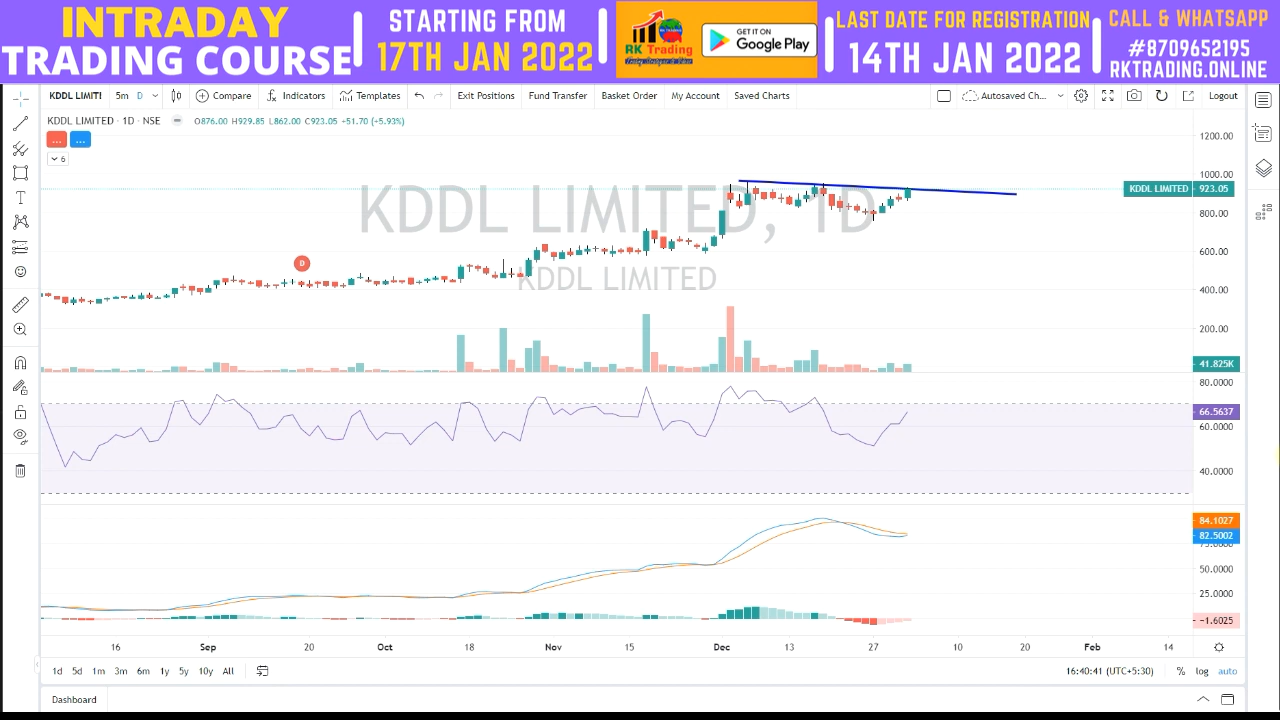 INTRADAY
TRADING COURSE
STARTING FROM
17TH JAN 2022
RK Trading
GET IT ON
Google Play
LAST DATE FOR REGISTRATION
14TH JAN 2022
CALL & WHATSAPP
#8709652195
RKTRADING.ONLINE
KDDL LIMIT! 5m D Compare Indicators Templates Exit Positions Fund Transfer Basket Order My Account Saved Charts Autosaved Ch... Logout
KDDL LIMITED · 1D · NSE O876.00 H929.85 L862.00 C923.05 +51.70 (+5.93%)
... ...
6
KDDL LIMITED, 1D
KDDL LIMITED
D
1200.00
1000.00
KDDL LIMITED 923.05
800.00
600.00
400.00
200.00
41.825K
80.0000
66.5637
60.0000
40.0000
84.1027
82.5002
50.0000
25.0000
−1.6025
16 Sep 20 Oct 18 Nov 15 Dec 13 27 10 20 Feb 14
1d 5d 1m 3m 6m 1y 5y 10y All 16:40:41 (UTC+5:30) % log auto
Dashboard